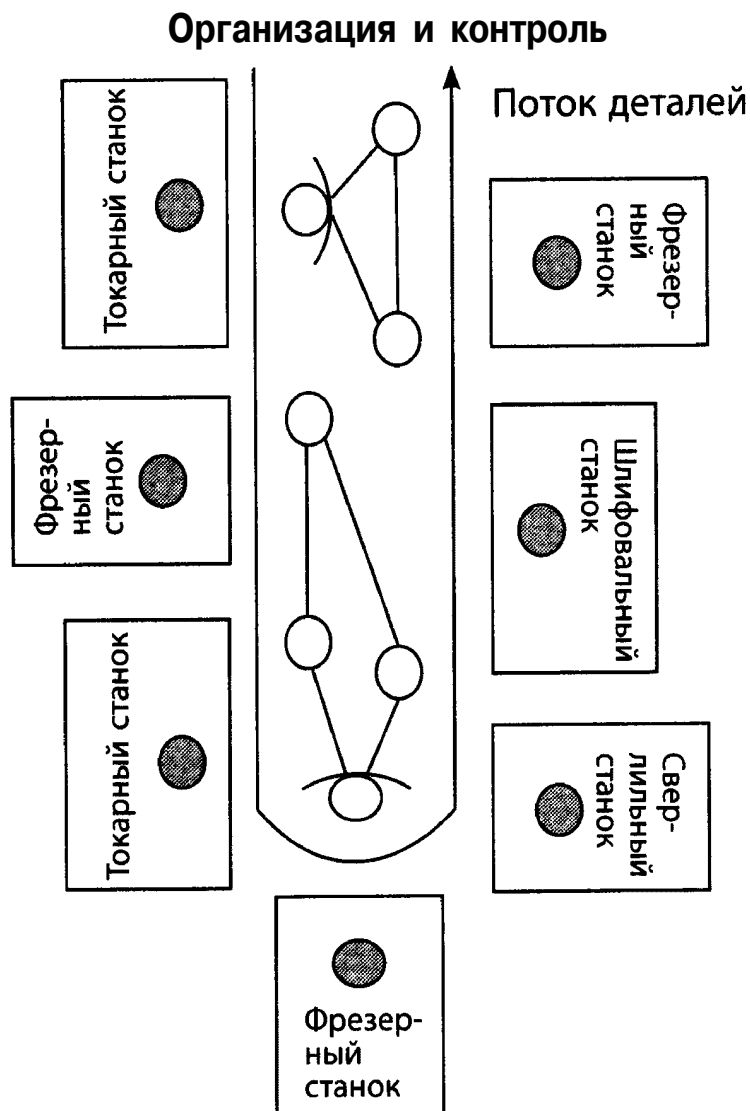 Организация и контроль
Поток деталей
Токарный станок
Фрезер-
ный
станок
Фрезер-
ный
станок
Шлифовальный
станок
Токарный станок
Свер-
лильный
станок
Фрезер-
ный
станок